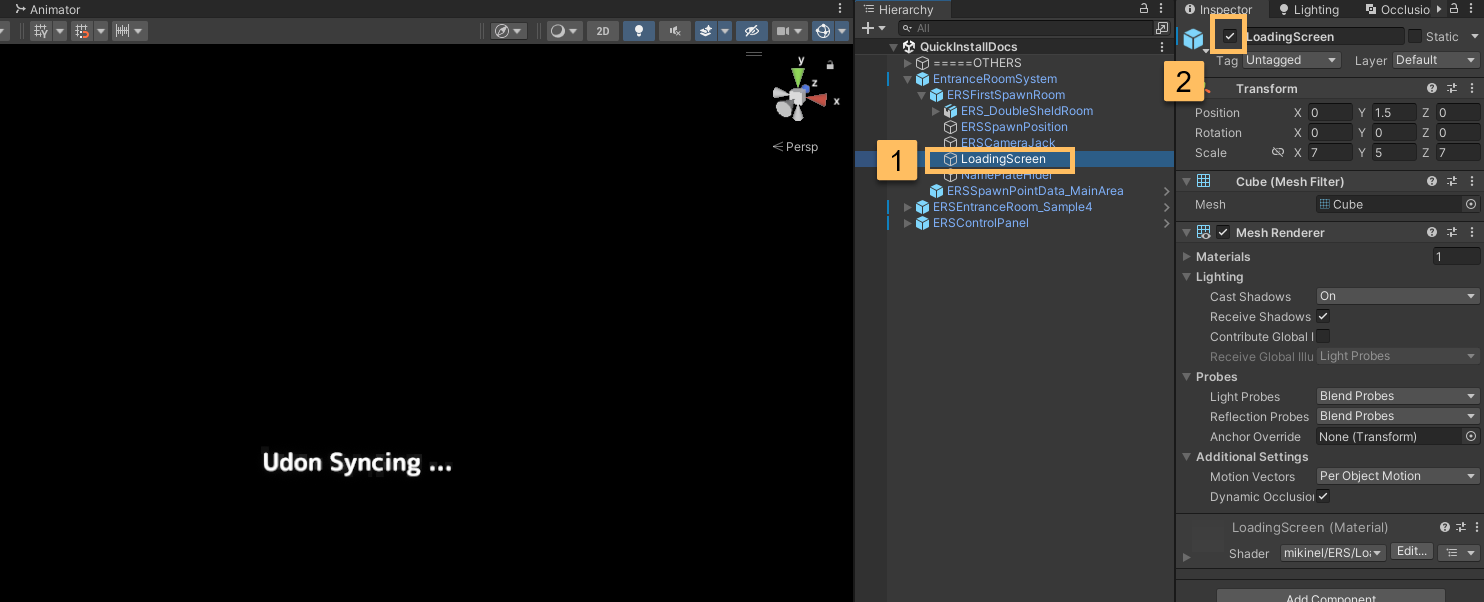 Animator
2D
y
z
x
Persp
Udon Syncing ...
Hierarchy
All
QuickInstallDocs
=====OTHERS
EntranceRoomSystem
ERSFirstSpawnRoom
ERS_DoubleSheldRoom
ERSSpawnPosition
ERSCameraJack
1
LoadingScreen
NamePlateHider
ERSSpawnPointData_MainArea
ERSEntranceRoom_Sample4
ERSControlPanel
Inspector
Lighting
Occlusio
LoadingScreen
Static
Tag Untagged Layer Default
2
Transform
Position X 0 Y 1.5 Z 0
Rotation X 0 Y 0 Z 0
Scale X 7 Y 5 Z 7
Cube (Mesh Filter)
Mesh Cube
Mesh Renderer
Materials 1
Lighting
Cast Shadows On
Receive Shadows
Contribute Global I
Receive Global Illu Light Probes
Probes
Light Probes Blend Probes
Reflection Probes Blend Probes
Anchor Override None (Transform)
Additional Settings
Motion Vectors Per Object Motion
Dynamic Occlusion
LoadingScreen (Material)
Shader mikinel/ERS/Loa Edit...
Add Component